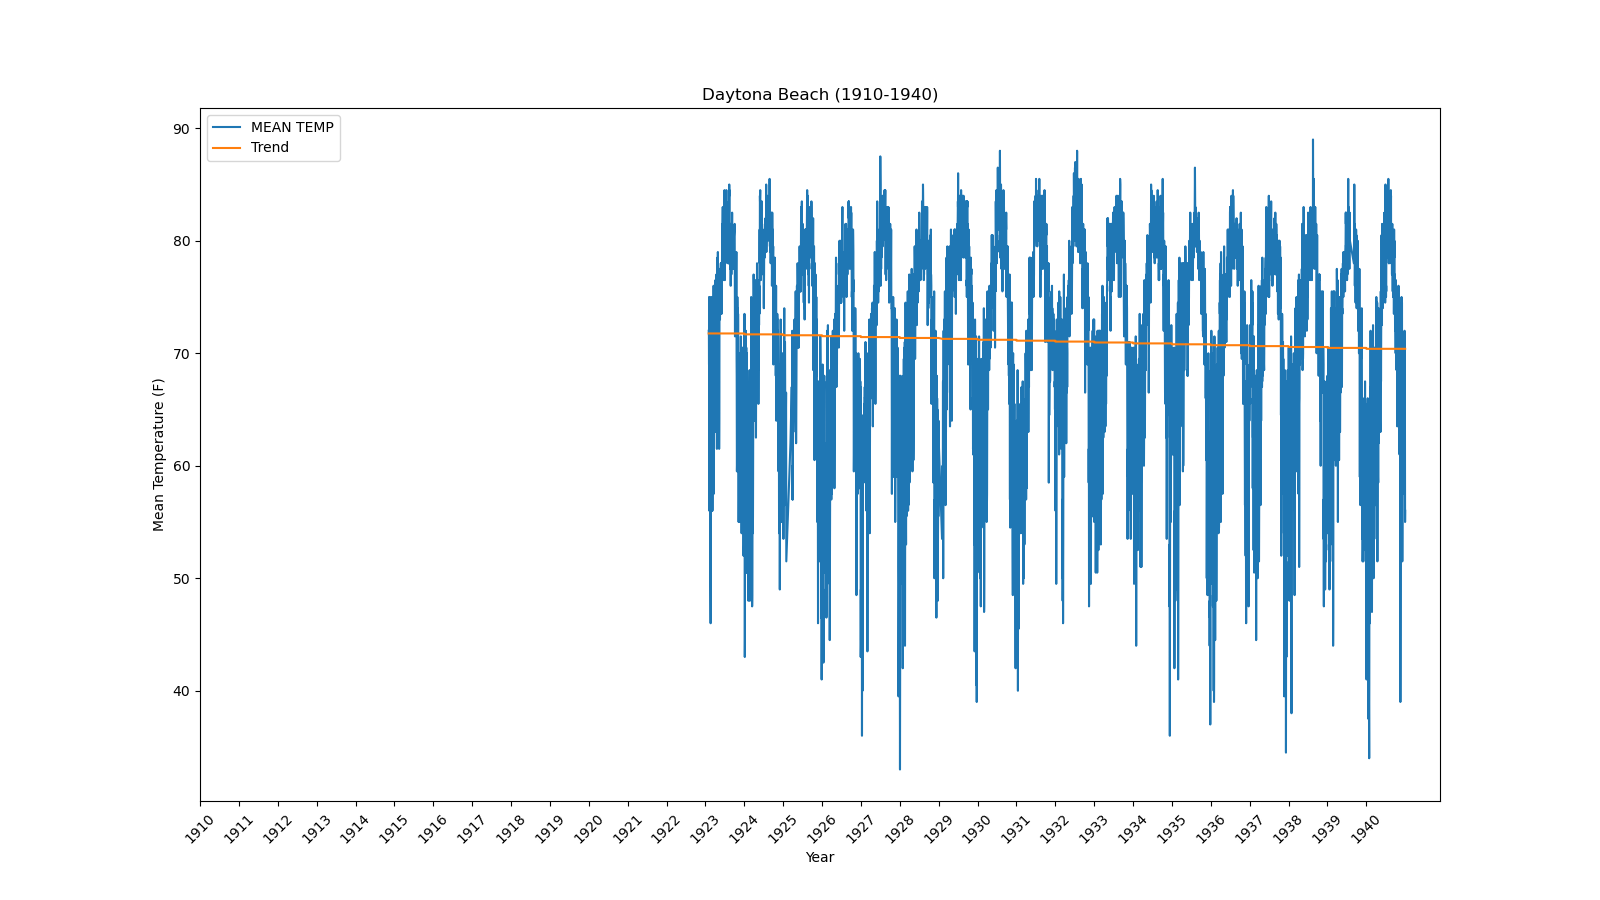 Daytona Beach (1910-1940)
MEAN TEMP
Trend
90
80
70
60
50
40
Mean Temperature (F)
1910 1911 1912 1913 1914 1915 1916 1917 1918 1919 1920 1921 1922 1923 1924 1925 1926 1927 1928 1929 1930 1931 1932 1933 1934 1935 1936 1937 1938 1939 1940
Year